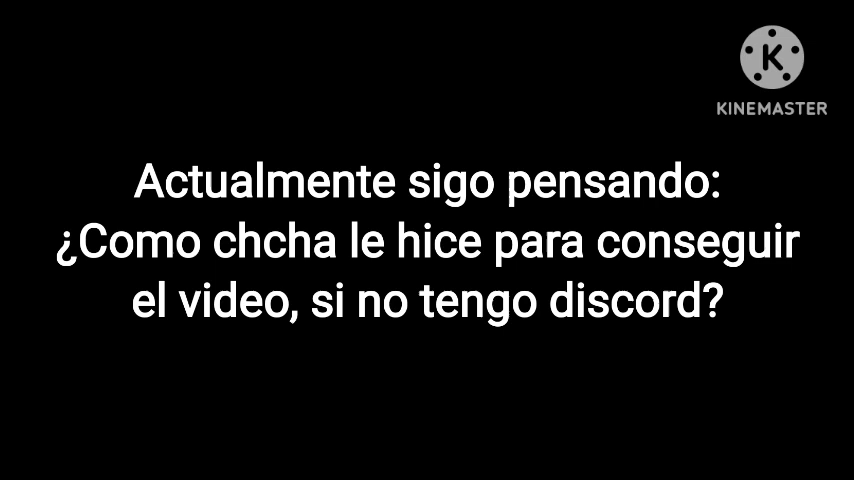 KINEMASTER
Actualmente sigo pensando:
¿Como chcha le hice para conseguir
el video, si no tengo discord?